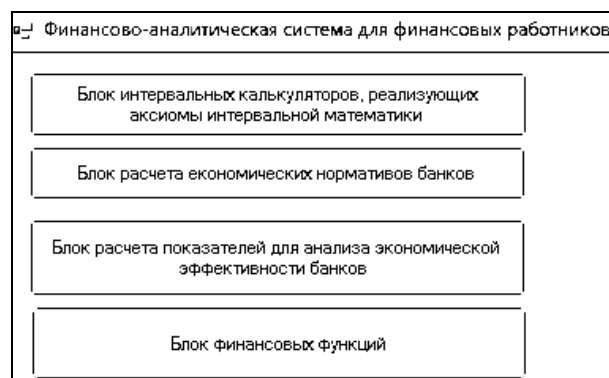 Финансово-аналитическая система для финансовых работников
Блок интервальных калькуляторов, реализующих
аксиомы интервальной математики
Блок расчета економических нормативов банков
Блок расчета показателей для анализа экономической
эффективности банков
Блок финансовых функций